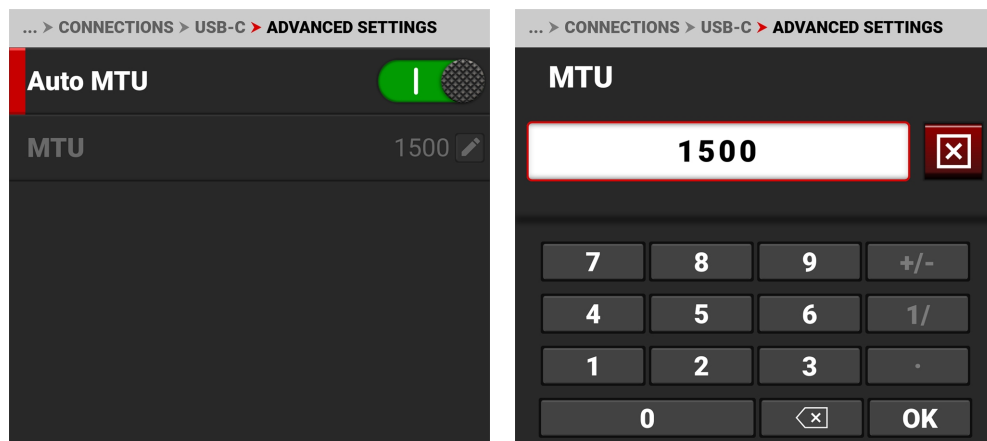 ... > CONNECTIONS > USB-C > ADVANCED SETTINGS
Auto MTU
MTU 1500
... > CONNECTIONS > USB-C > ADVANCED SETTINGS
MTU
1500
7 8 9 +/-
4 5 6 1/
1 2 3 .
0 OK